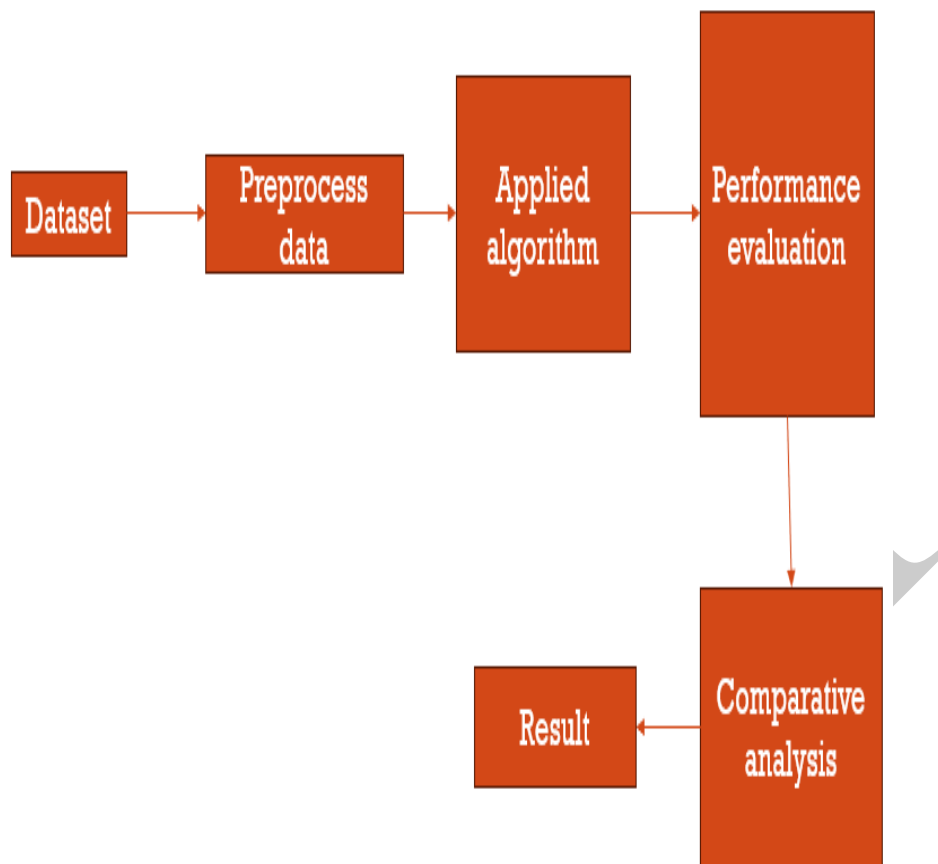 Dataset
Preprocess
data
Applied
algorithm
Performance
evaluation
Comparative
analysis
Result